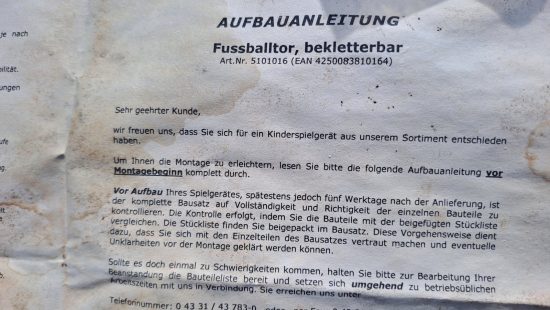 AUFBAUANLEITUNG
Fussballtor, bekletterbar
Art.Nr. 5101016 (EAN 4250083810164)
je nach
bilität.
ungen
ufe
Sehr geehrter Kunde,
wir freuen uns, dass Sie sich für ein Kinderspielgerät aus unserem Sortiment entschieden
haben.
Um Ihnen die Montage zu erleichtern, lesen Sie bitte die folgende Aufbauanleitung vor
Montagebeginn komplett durch.
Vor Aufbau Ihres Spielgerätes, spätestens jedoch fünf Werktage nach der Anlieferung, ist
der komplette Bausatz auf Vollständigkeit und Richtigkeit der einzelnen Bauteile zu
kontrollieren. Die Kontrolle erfolgt, indem Sie die Bauteile mit der beigefügten Stückliste
vergleichen. Die Stückliste finden Sie beigepackt im Bausatz. Diese Vorgehensweise dient
dazu, dass Sie sich mit den Einzelteilen des Bausatzes vertraut machen und eventuelle
Unklarheiten vor der Montage geklärt werden können.
Sollte es doch einmal zu Schwierigkeiten kommen, halten Sie bitte zur Bearbeitung Ihrer
Beanstandung die Bauteileliste bereit und setzen sich umgehend zu betriebsüblichen
Arbeitszeiten mit uns in Verbindung. Sie erreichen uns unter
Telefonnummer: 0 43 31 / 43 783-0 oder